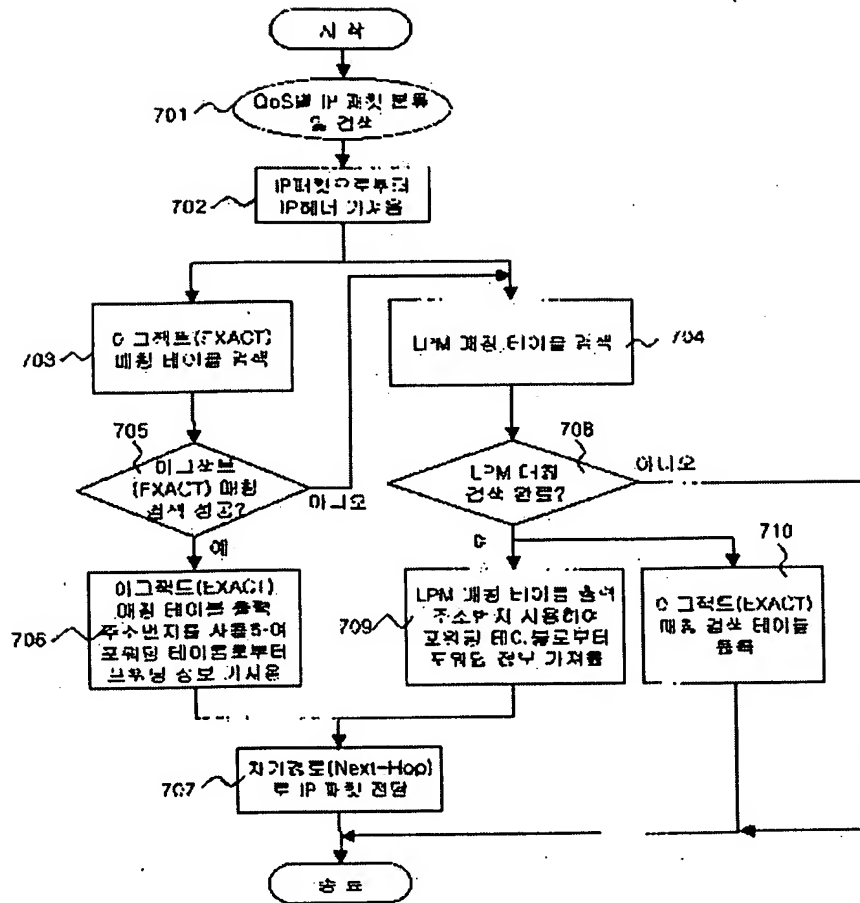 시 작
701
QoS별 IP 패킷 분류
및 검색
702
IP패킷으로부터
IP헤더 가져옴
703
이그잭트(EXACT)
매칭 테이블 검색
LPM 매칭 테이블 검색
704
705
이그잭트
(EXACT) 매칭
검색 성공?
아니오
예
708
LPM 매칭
검색 완료?
아니오
예
710
706
이그잭트(EXACT)
매칭 테이블 출력
주소번지를 사용하여
포워딩 테이블로부터
포워딩 정보 가져옴
709
LPM 매칭 테이블 출력
주소번지 사용하여
포워딩 테이블로부터
포워딩 정보 가져옴
이그잭트(EXACT)
매칭 검색 테이블
등록
707
차기경로(Next-Hop)
로 IP 패킷 전달
종 료